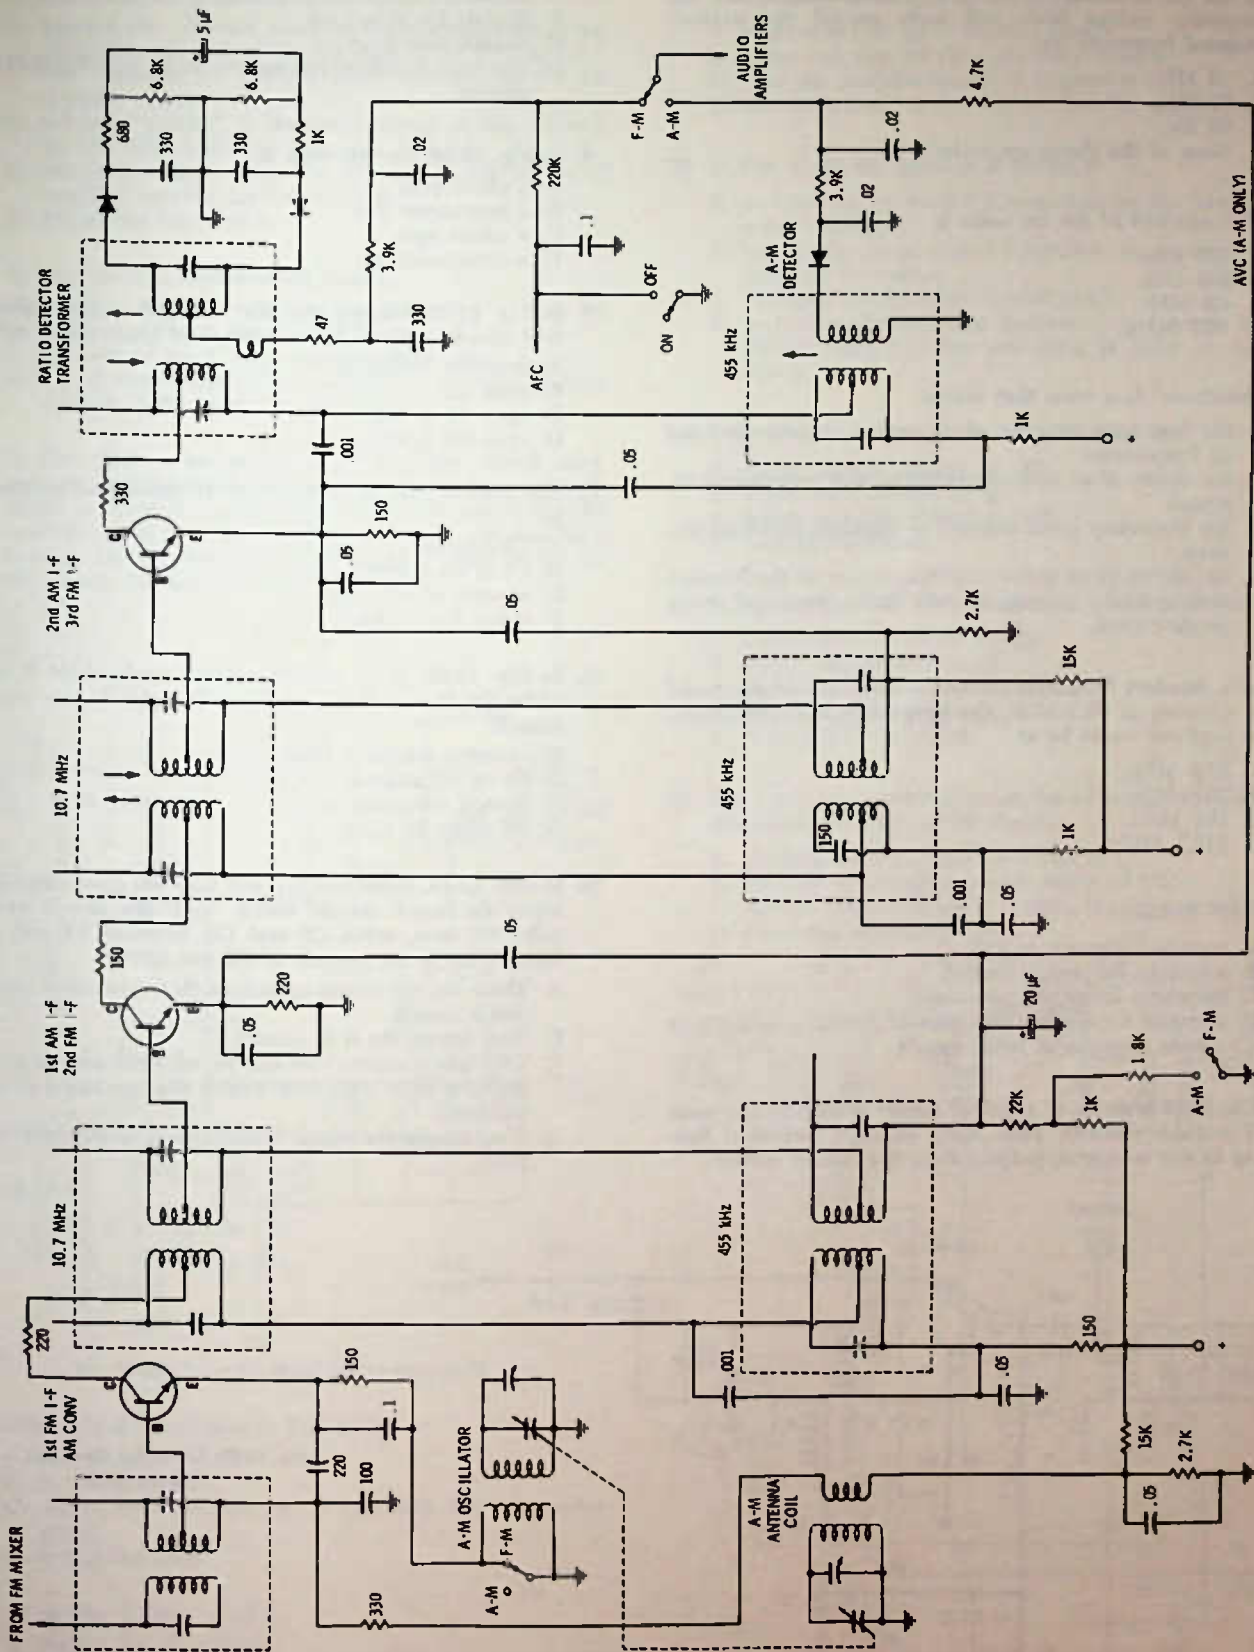 FROM FM MIXER
1st FM I-F
AM CONV
C
B
E
220
10.7 MHz
1st AM I-F
2nd FM I-F
C
B
E
150
10.7 MHz
2nd AM I-F
3rd FM I-F
C
B
E
330
RATIO DETECTOR
TRANSFORMER
680
330
330
6.8K
6.8K
1K
+ 5 µF
220
100
150
.1
.05
220
.05
.05
150
.05
.001
.05
47
330
3.9K
.02
AFC
220K
.1
OFF
ON
F-M
A-M
AUDIO
AMPLIFIERS
A-M OSCILLATOR
A-M
F-M
330
A-M
ANTENNA
COIL
.001
455 kHz
.05
150
+
15K
2.7K
.05
22K
1K
1.8K
A-M
F-M
+ 20 µF
455 kHz
150
.001
.05
1K
15K
+
2.7K
455 kHz
1K
+
A-M
DETECTOR
.02
3.9K
.02
4.7K
AVC (A-M ONLY)